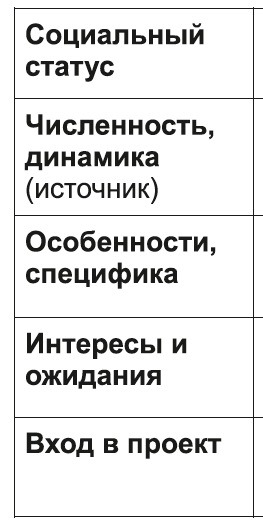 Социальный
статус
Численность,
динамика
(источник)
Особенности,
специфика
Интересы и
ожидания
Вход в проект